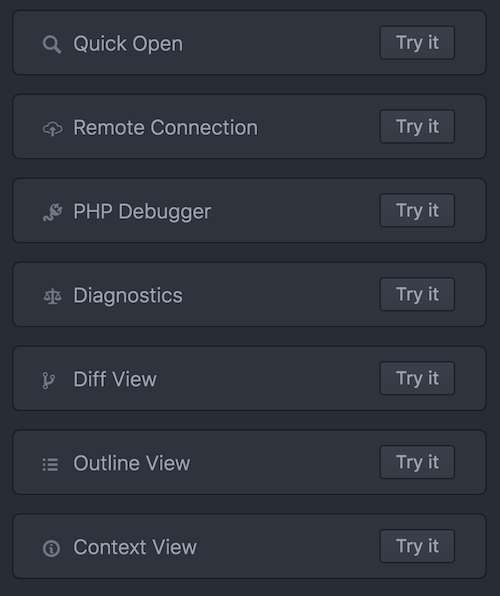 Quick Open Try it
Remote Connection Try it
PHP Debugger Try it
Diagnostics Try it
Diff View Try it
Outline View Try it
Context View Try it